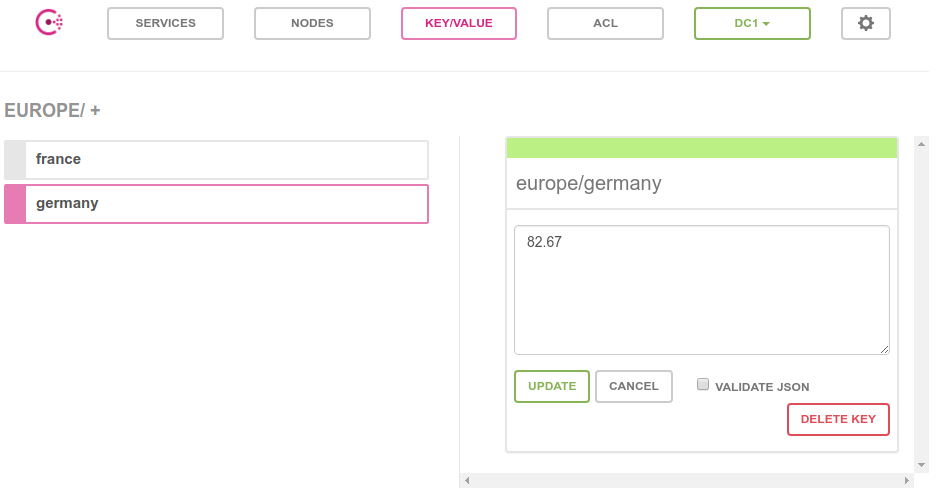 SERVICES NODES KEY/VALUE ACL DC1
EUROPE/ +
france
germany
europe/germany
82.67
UPDATE CANCEL VALIDATE JSON
DELETE KEY